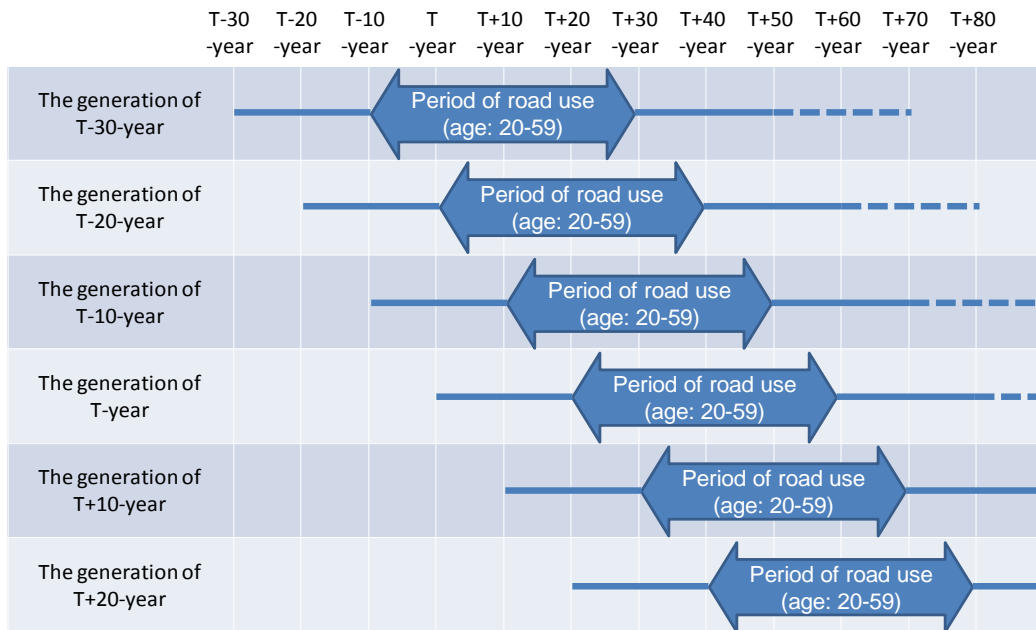 T-30 T-20 T-10 T T+10 T+20 T+30 T+40 T+50 T+60 T+70 T+80
-year -year -year -year -year -year -year -year -year -year -year -year
The generation of
T-30-year
Period of road use
(age: 20-59)
The generation of
T-20-year
Period of road use
(age: 20-59)
The generation of
T-10-year
Period of road use
(age: 20-59)
The generation of
T-year
Period of road use
(age: 20-59)
The generation of
T+10-year
Period of road use
(age: 20-59)
The generation of
T+20-year
Period of road use
(age: 20-59)